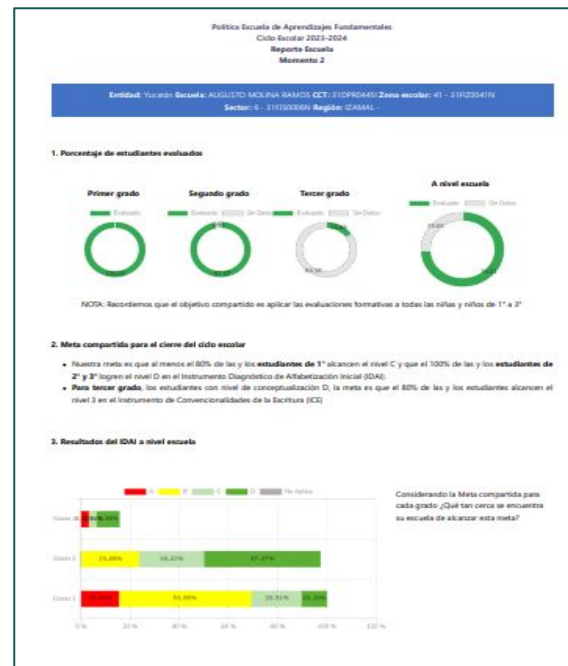 Política Escuela de Aprendizajes Fundamentales
Ciclo Escolar 2023-2024
Reporte Escuela
Momento 2
Entidad: Yucatán Escuela: AUGUSTO MOLINA RAMOS CCT: Zona escolar: 41 -
Sector: 6 - Región: IZAMAL -
1. Porcentaje de estudiantes evaluados
Primer grado
Segundo grado
Tercer grado
A nivel escuela
Evaluado
Evaluado Sin Datos
Evaluado Sin Datos
Evaluado Sin Datos
NOTA: Recordemos que el objetivo compartido es aplicar las evaluaciones formativas a todas las niñas y niños de 1° a 3°
2. Meta compartida para el cierre del ciclo escolar
• Nuestra meta es que al menos el 80% de las y los estudiantes de 1° alcancen el nivel C y que el 100% de las y los estudiantes de
2° y 3° logren el nivel D en el Instrumento Diagnóstico de Alfabetización Inicial (IDAI).
• Para tercer grado, los estudiantes con nivel de conceptualización D, la meta es que el 80% de las y los estudiantes alcancen el
nivel 3 en el Instrumento de Convencionalidades de la Escritura (ICE)
3. Resultados del IDAI a nivel escuela
A B C D No Aplica
Considerando la Meta compartida para
cada grado ¿Qué tan cerca se encuentra
su escuela de alcanzar esta meta?
Grado
Grado 2
Grado
0 % 20 % 40 % 60 % 80 % 100 % 120 %